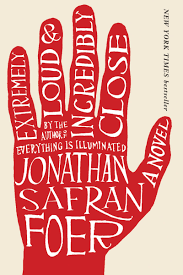 EXTREMELY
LOUD &
INCREDIBLY
CLOSE
BY THE
AUTHOR OF
EVERYTHING IS ILLUMINATED
JONATHAN
SAFRAN
FOER
A NOVEL
NEW YORK TIMES bestseller